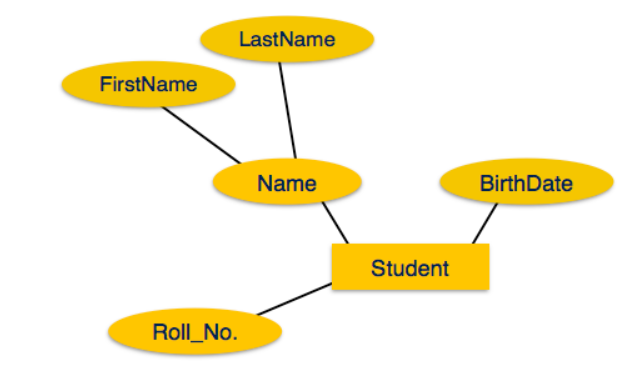 LastName
FirstName
Name
BirthDate
Student
Roll_No.